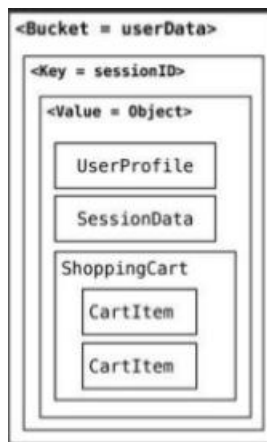 <Bucket = userData>
<Key = sessionID>
<Value = Object>
UserProfile
SessionData
ShoppingCart
CartItem
CartItem